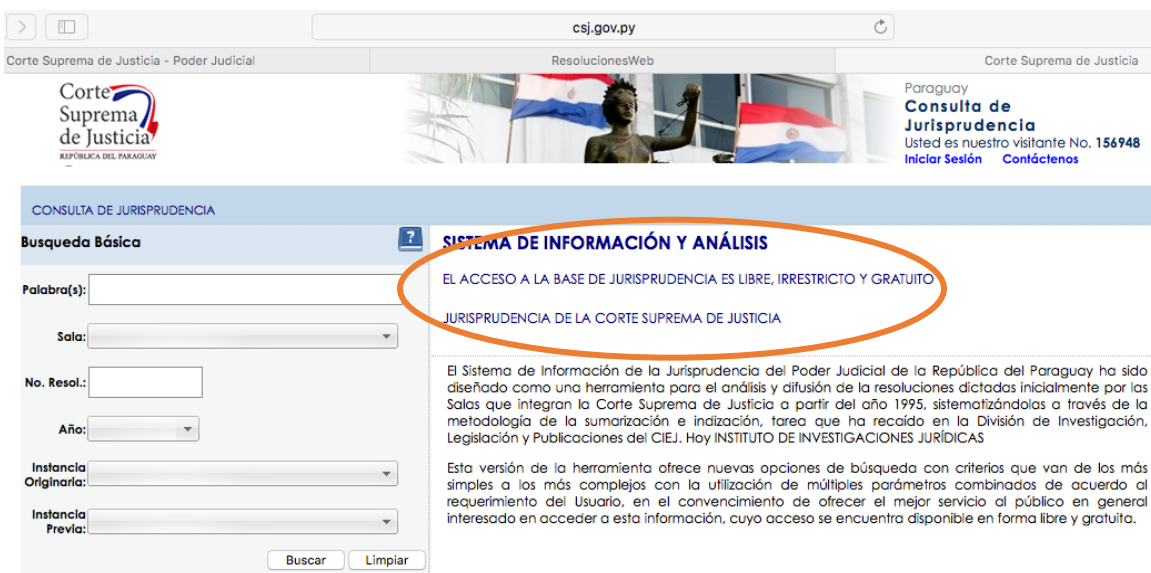 csj.gov.py
Corte Suprema de Justicia - Poder Judicial
ResolucionesWeb
Corte Suprema de Justicia
Corte
Suprema
de Justicia
REPÚBLICA DEL PARAGUAY
Paraguay
Consulta de
Jurisprudencia
Usted es nuestro visitante No. 156948
Iniciar Sesión Contáctenos
CONSULTA DE JURISPRUDENCIA
Busqueda Básica
?
Palabra(s):
Sala:
No. Resol.:
Año:
Instancia
Originaria:
Instancia
Previa:
Buscar Limpiar
SISTEMA DE INFORMACIÓN Y ANÁLISIS
EL ACCESO A LA BASE DE JURISPRUDENCIA ES LIBRE, IRRESTRICTO Y GRATUITO
JURISPRUDENCIA DE LA CORTE SUPREMA DE JUSTICIA
El Sistema de Información de la Jurisprudencia del Poder Judicial de la República del Paraguay ha sido
diseñado como una herramienta para el análisis y difusión de la resoluciones dictadas inicialmente por las
Salas que integran la Corte Suprema de Justicia a partir del año 1995, sistematizándolas a través de la
metodología de la sumarización e indización, tarea que ha recaído en la División de Investigación,
Legislación y Publicaciones del CIEJ. Hoy INSTITUTO DE INVESTIGACIONES JURÍDICAS
Esta versión de la herramienta ofrece nuevas opciones de búsqueda con criterios que van de los más
simples a los más complejos con la utilización de múltiples parámetros combinados de acuerdo al
requerimiento del Usuario, en el convencimiento de ofrecer el mejor servicio al público en general
interesado en acceder a esta información, cuyo acceso se encuentra disponible en forma libre y gratuita.